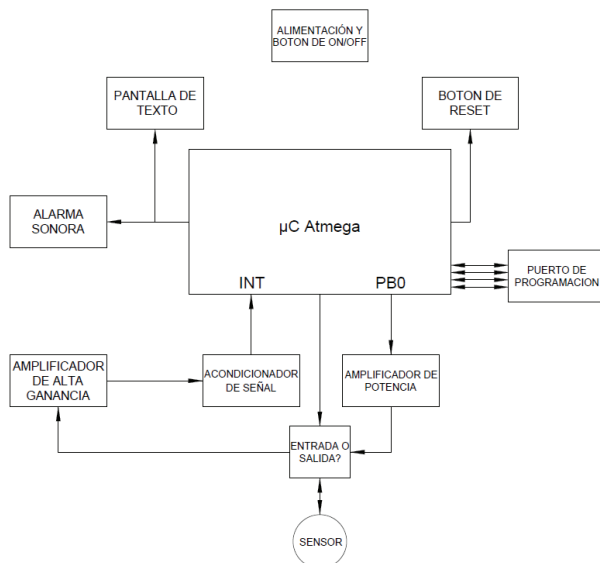 ALIMENTACIÓN Y
BOTON DE ON/OFF
PANTALLA DE
TEXTO
BOTON DE
RESET
ALARMA
SONORA
µC Atmega
INT
PB0
PUERTO DE
PROGRAMACION
AMPLIFICADOR
DE ALTA
GANANCIA
ACONDICIONADOR
DE SEÑAL
AMPLIFICADOR DE
POTENCIA
ENTRADA O
SALIDA?
SENSOR